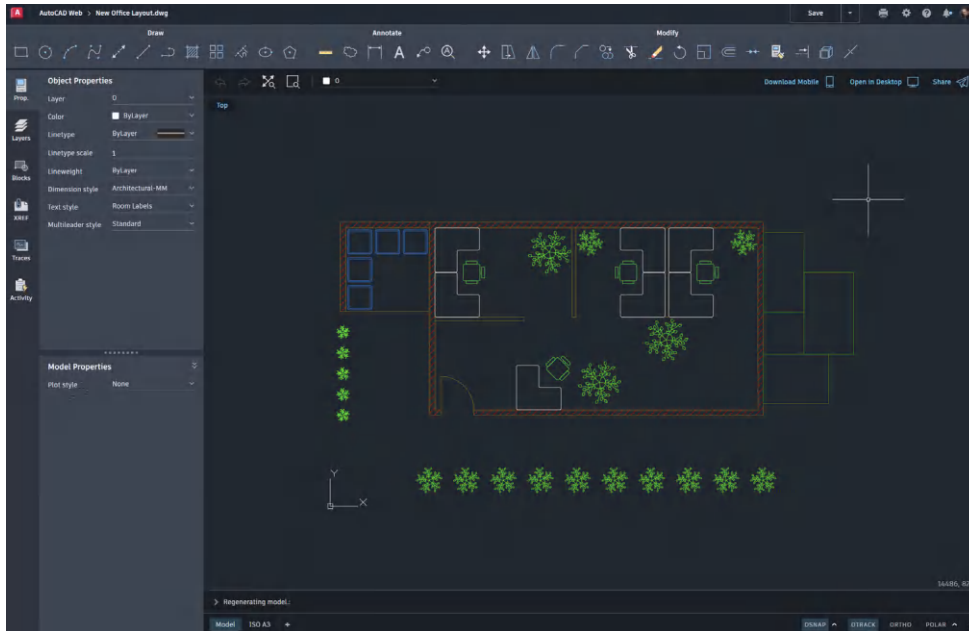 A AutoCAD Web > New Office Layout.dwg Save
Draw Annotate Modify
A
Object Properties
Layer 0
Color ByLayer
Linetype ByLayer
Linetype scale 1
Lineweight ByLayer
Dimension style Architectural-MM
Text style Room Labels
Multileader style Standard
Prop.
Layers
Blocks
XREF
Traces
Activity
Model Properties
Plot style None
0
Download Mobile Open in Desktop Share
Top
Y
X
> Regenerating model.:
Model ISO A3 +
OSNAP OTRACK ORTHO POLAR